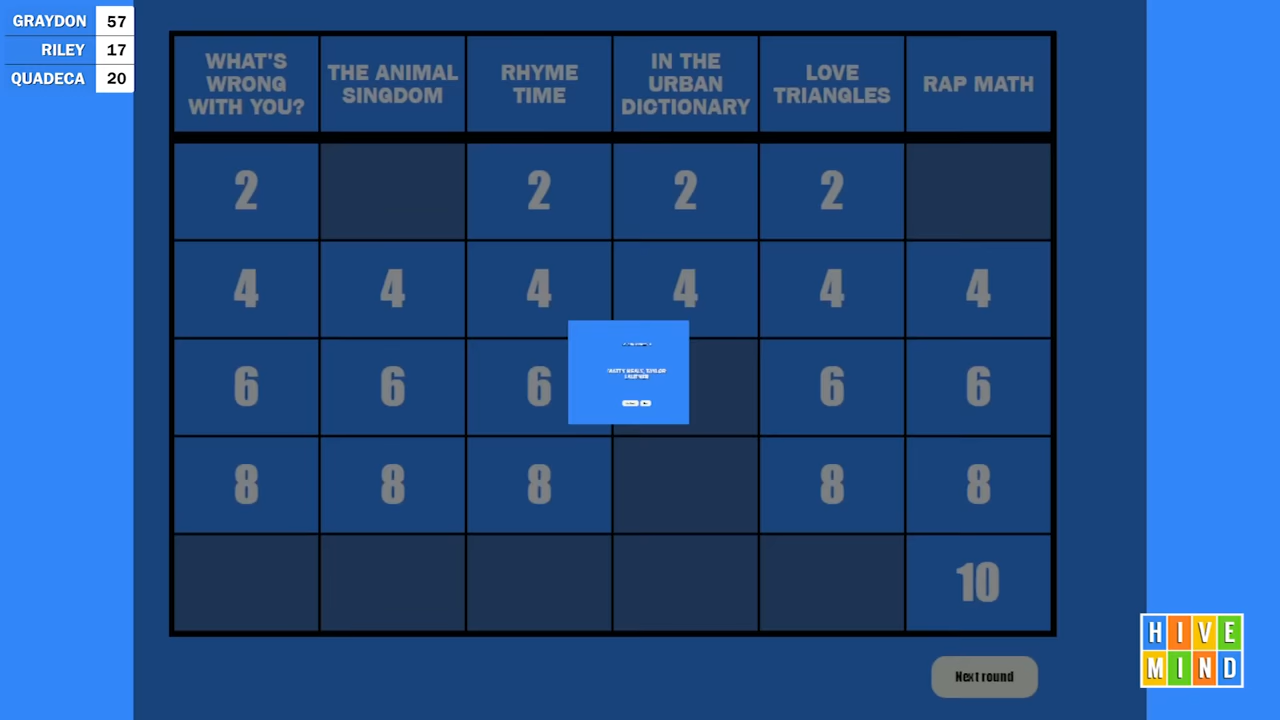 GRAYDON 57
RILEY 17
QUADECA 20
WHAT'S WRONG WITH YOU?
THE ANIMAL SINGDOM
RHYME TIME
IN THE URBAN DICTIONARY
LOVE TRIANGLES
RAP MATH
2 2 2 2
4 4 4 4 4 4
6 6 6 6 6
8 8 8 8 8
10
Next round
HIVE
MIND